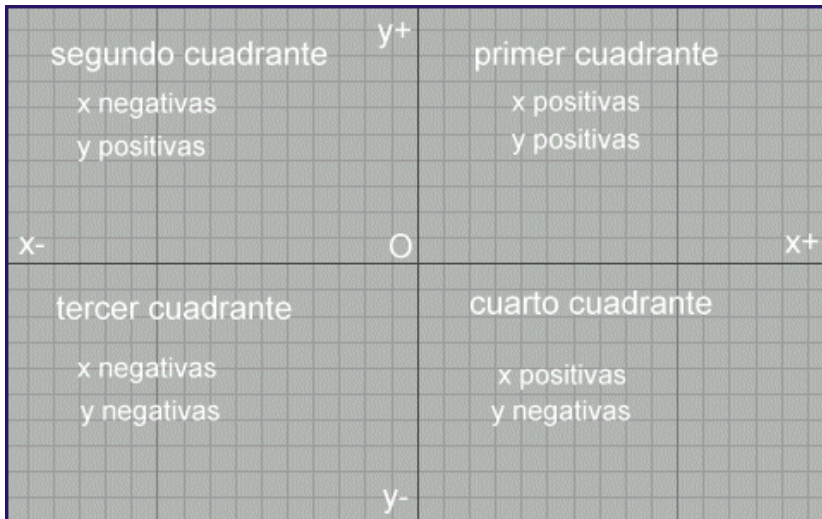 y+
segundo cuadrante
x negativas
y positivas
primer cuadrante
x positivas
y positivas
x-
O
x+
tercer cuadrante
x negativas
y negativas
cuarto cuadrante
x positivas
y negativas
y-